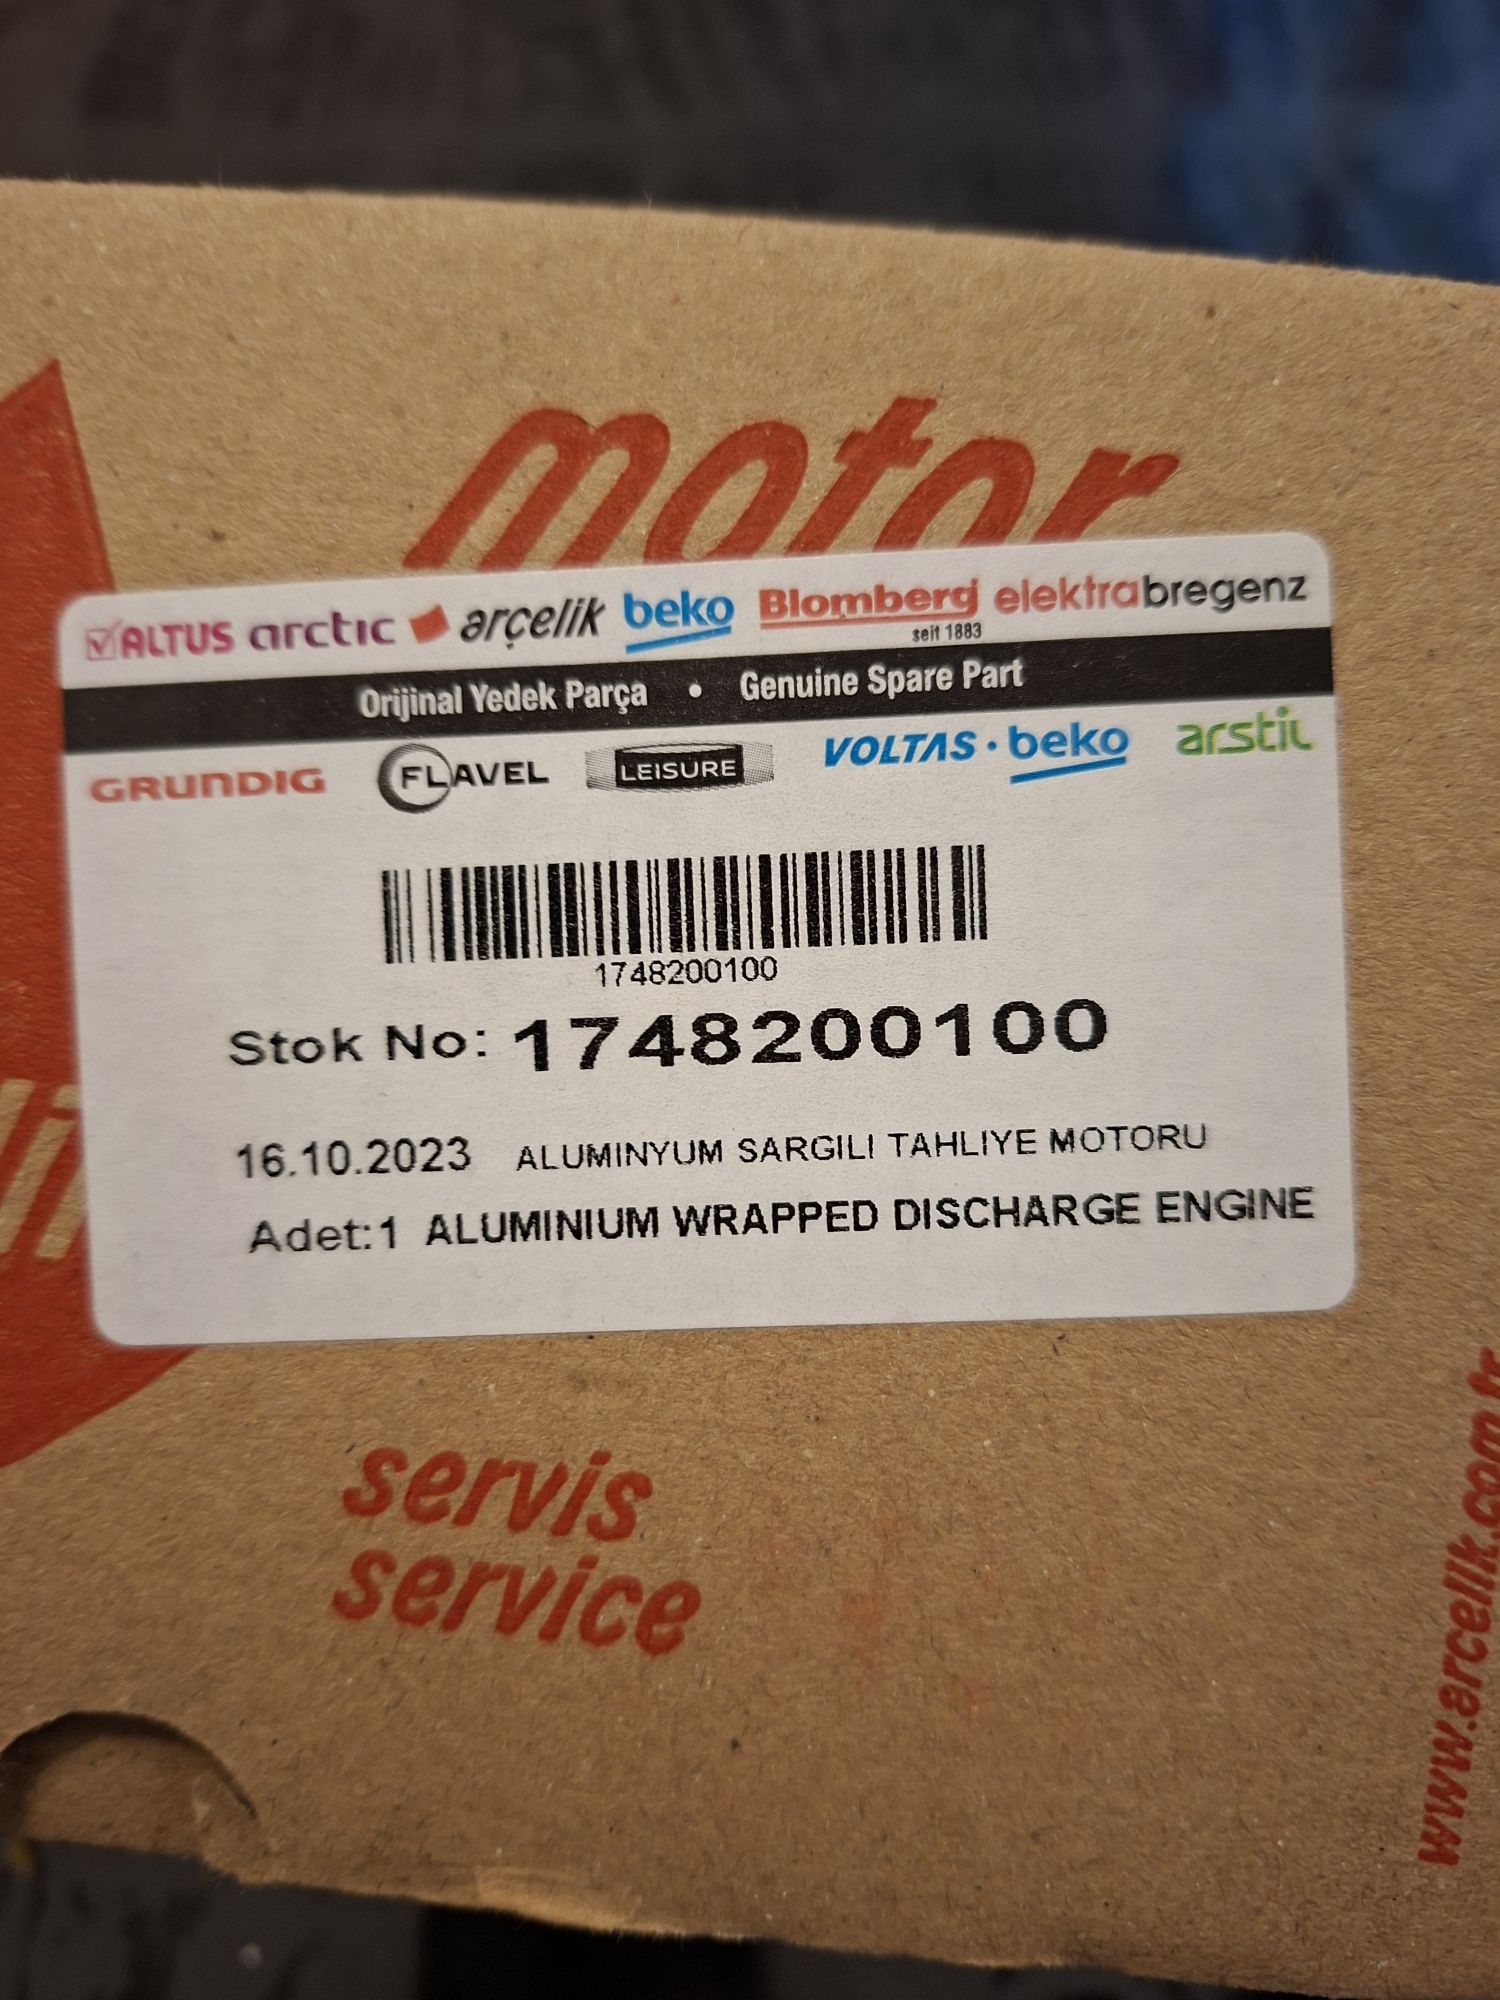 motor
ALTUS arctic arçelik beko Blomberg elektrabregenz
seit 1883
Orijinal Yedek Parça • Genuine Spare Part
GRUNDIG FLAVEL LEISURE VOLTAS · beko arstil
1748200100
Stok No: 1748200100
16.10.2023 ALUMINYUM SARGILI TAHLIYE MOTORU
Adet:1 ALUMINIUM WRAPPED DISCHARGE ENGINE
servis
service
www.arcelik.com.tr